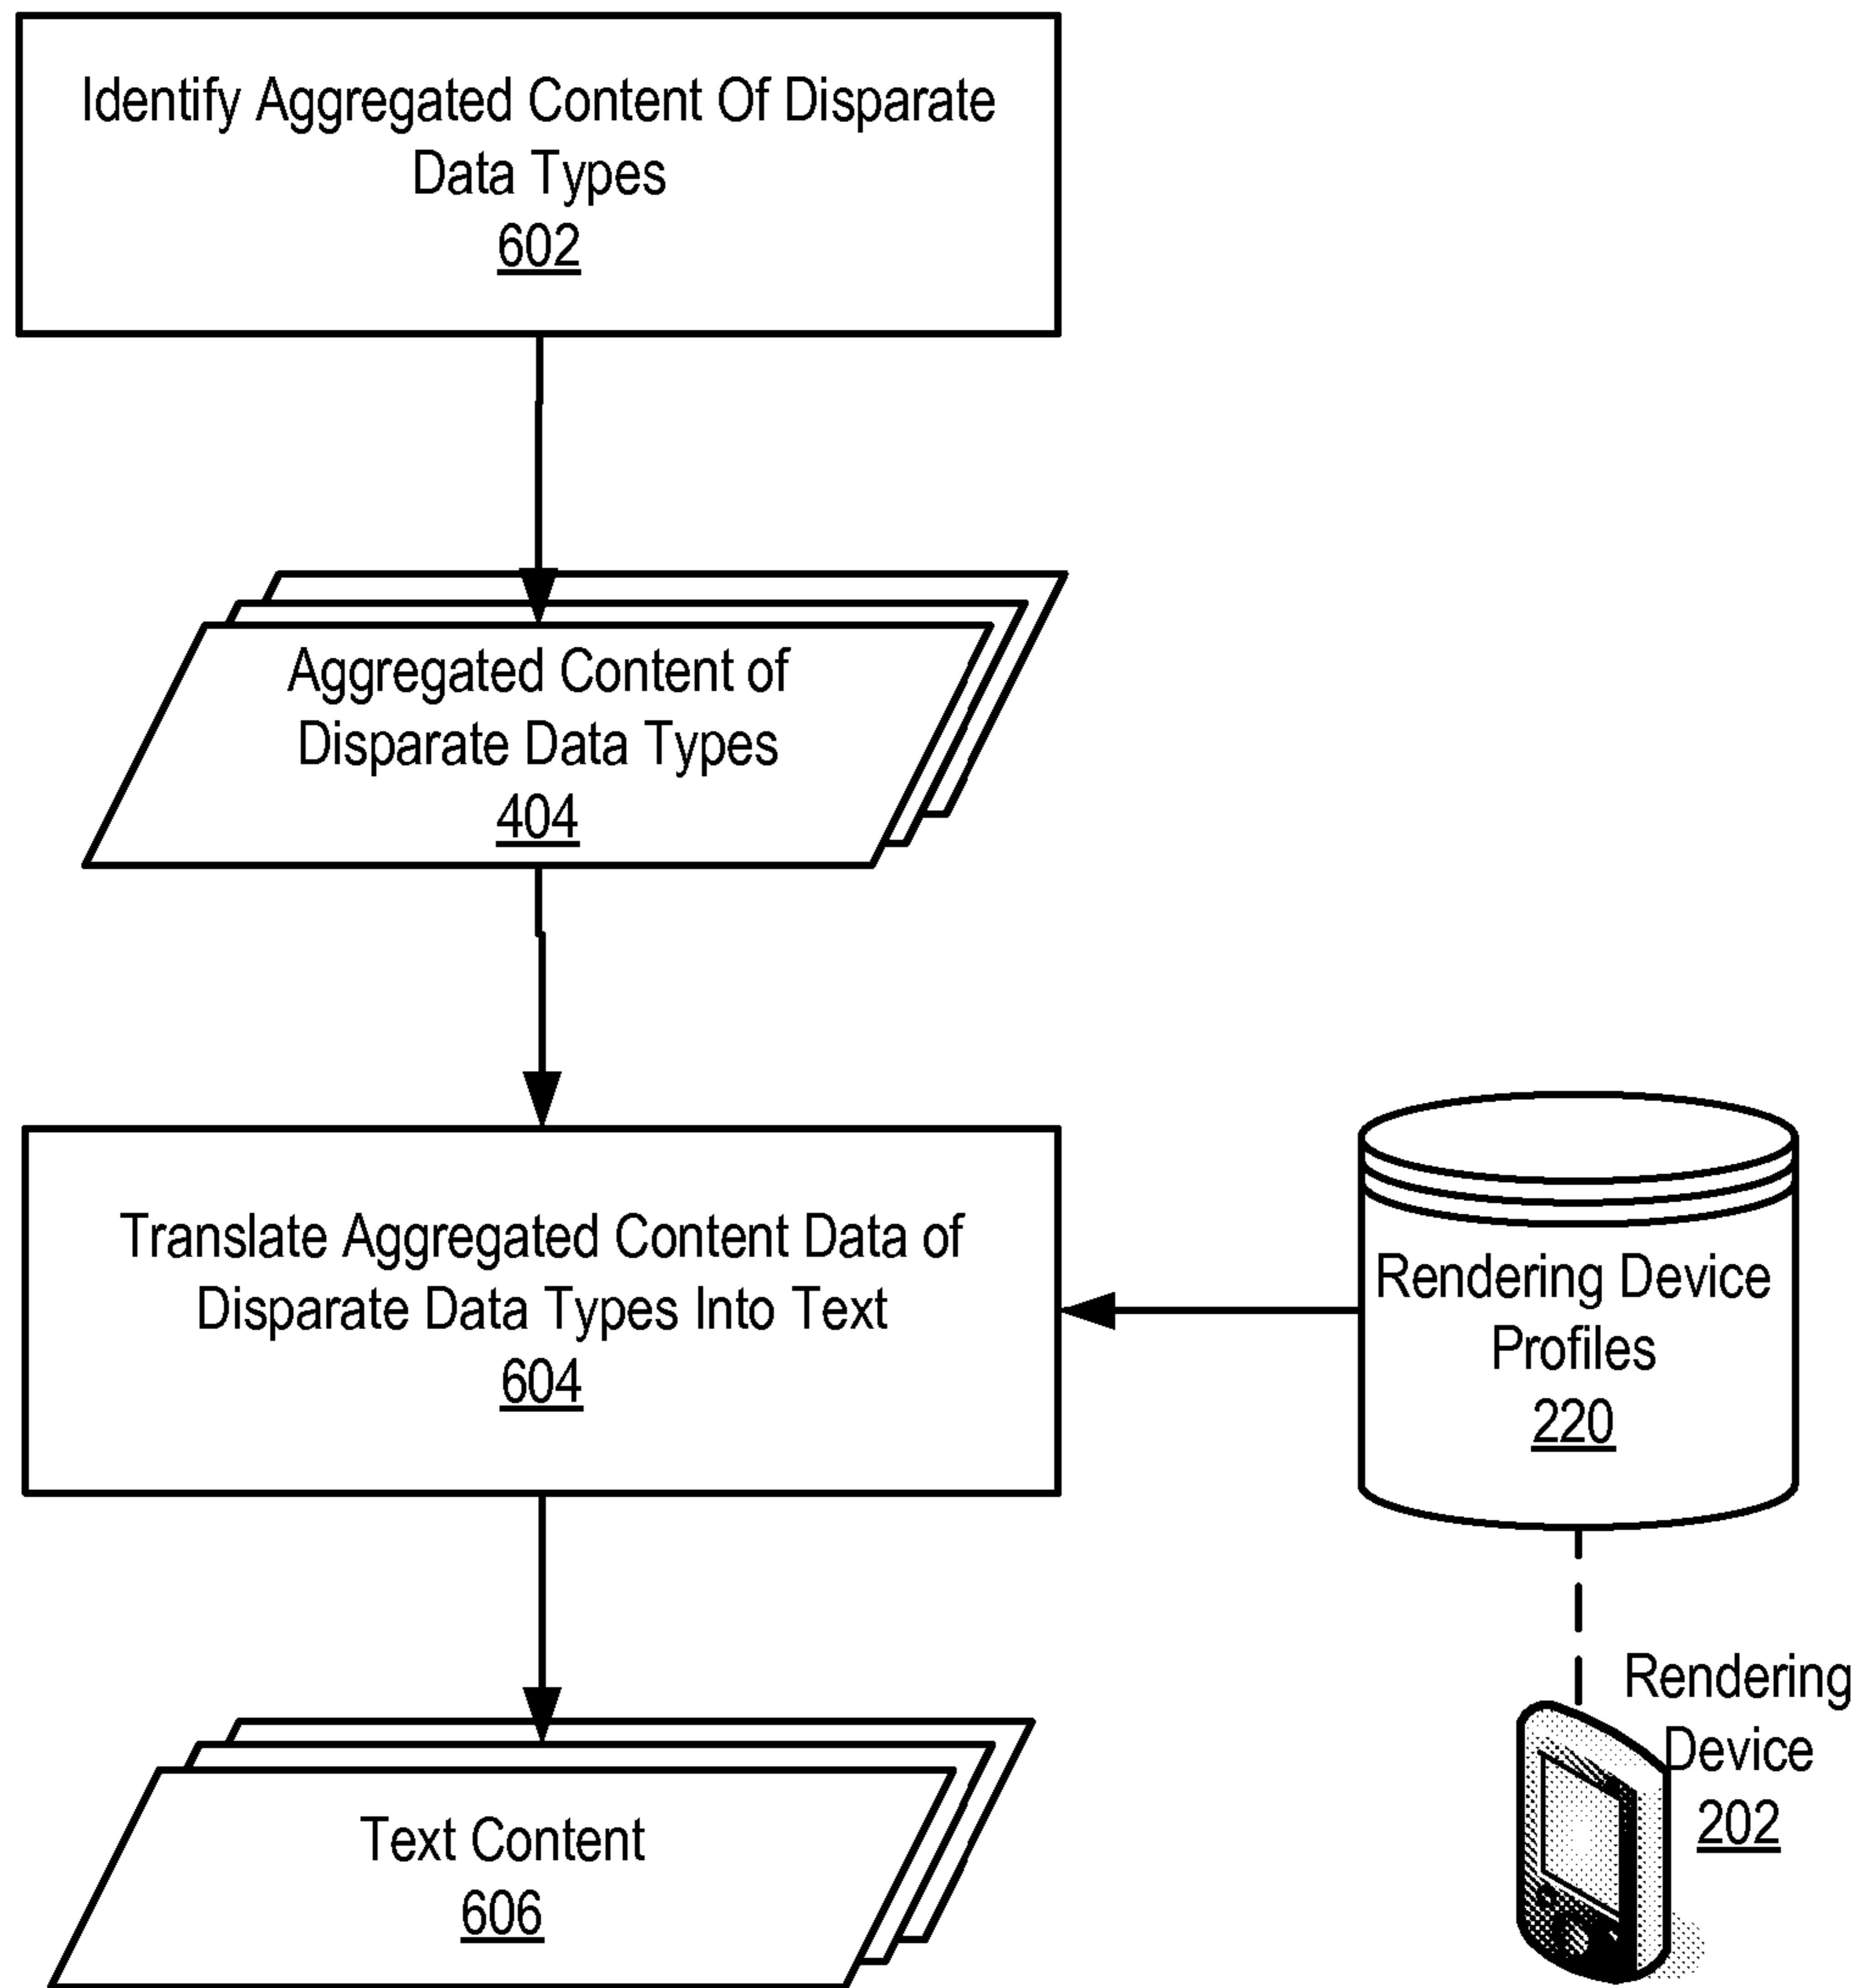 Identify Aggregated Content Of Disparate
Data Types
602
Aggregated Content of
Disparate Data Types
404
Translate Aggregated Content Data of
Disparate Data Types Into Text
604
Rendering Device
Profiles
220
Rendering
Device
202
Text Content
606